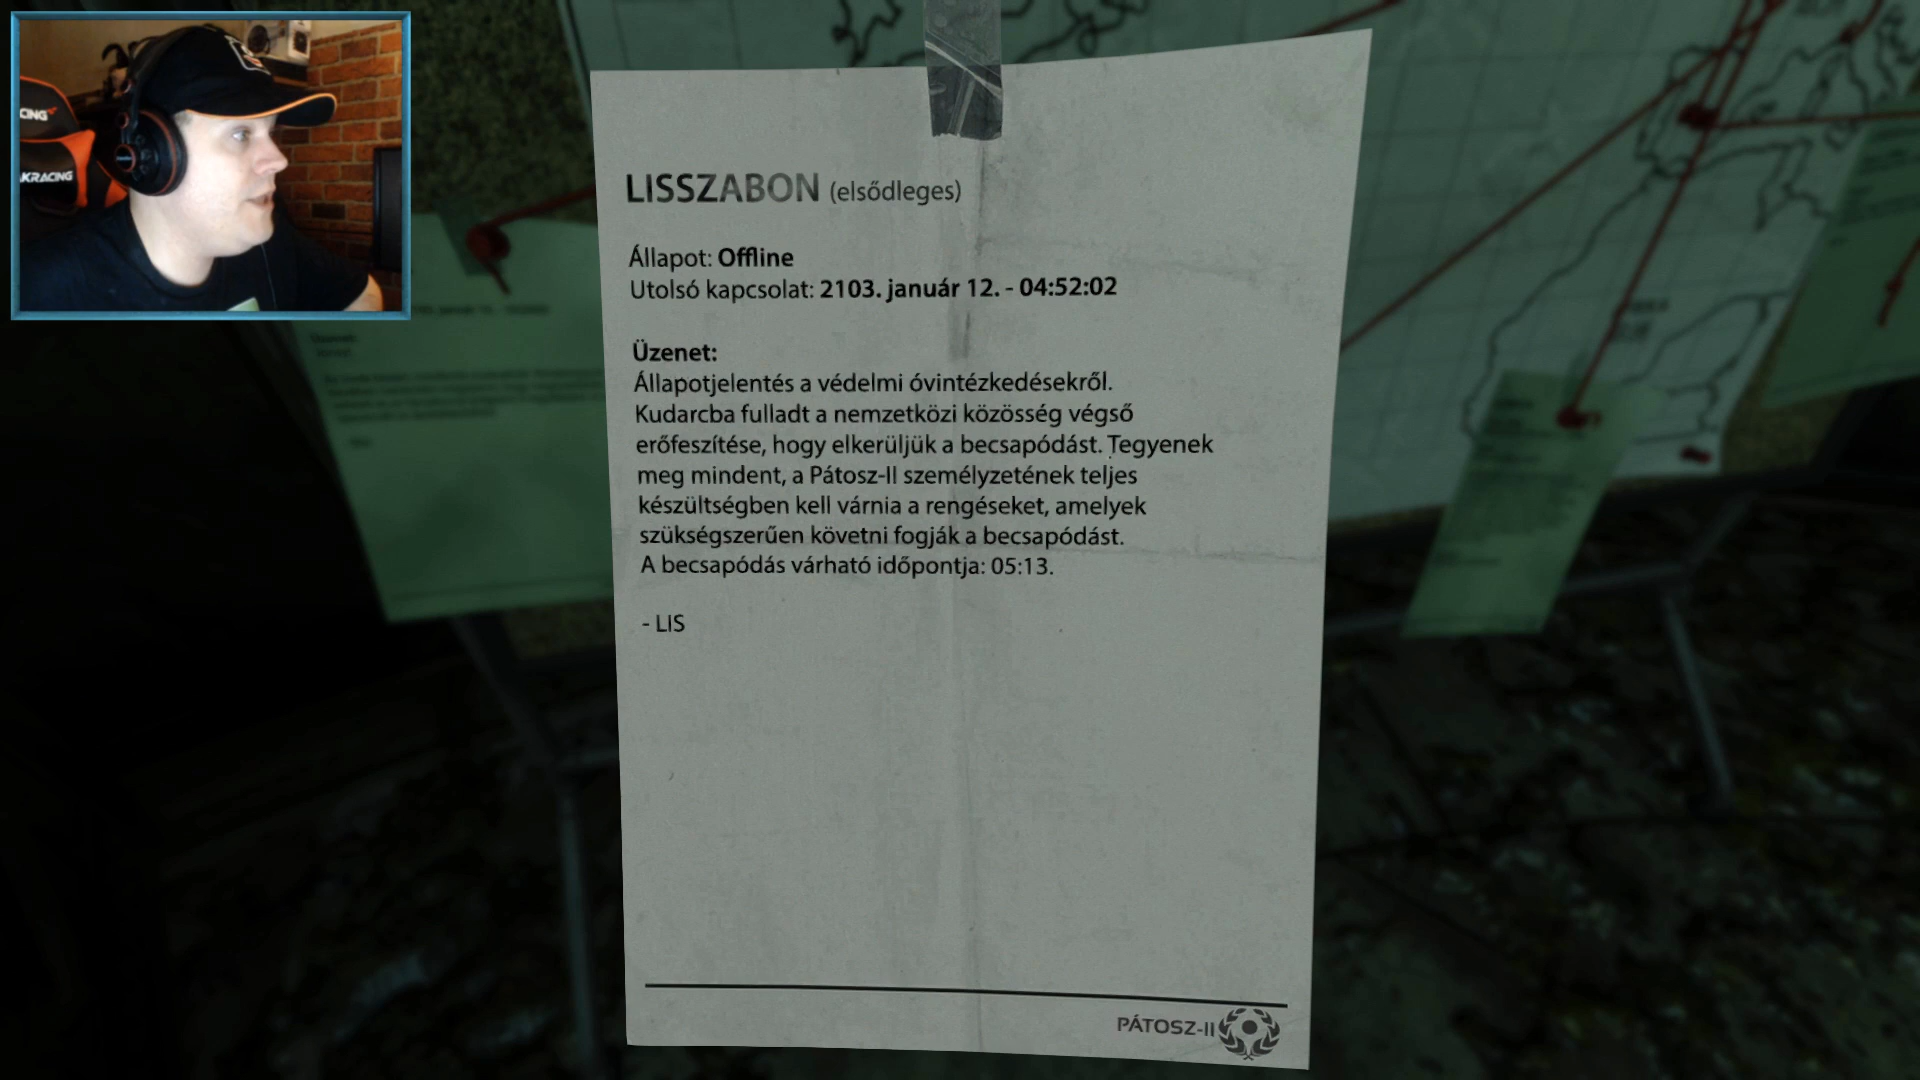 CING
AKRACING
LISSZABON (elsődleges)
Állapot: Offline
Utolsó kapcsolat: 2103. január 12. - 04:52:02
Üzenet:
Állapotjelentés a védelmi óvintézkedésekről.
Kudarcba fulladt a nemzetközi közösség végső
erőfeszítése, hogy elkerüljük a becsapódást. Tegyenek
meg mindent, a Pátosz-II személyzetének teljes
készültségben kell várnia a rengéseket, amelyek
szükségszerűen követni fogják a becsapódást.
A becsapódás várható időpontja: 05:13.
- LIS
PÁTOSZ-II